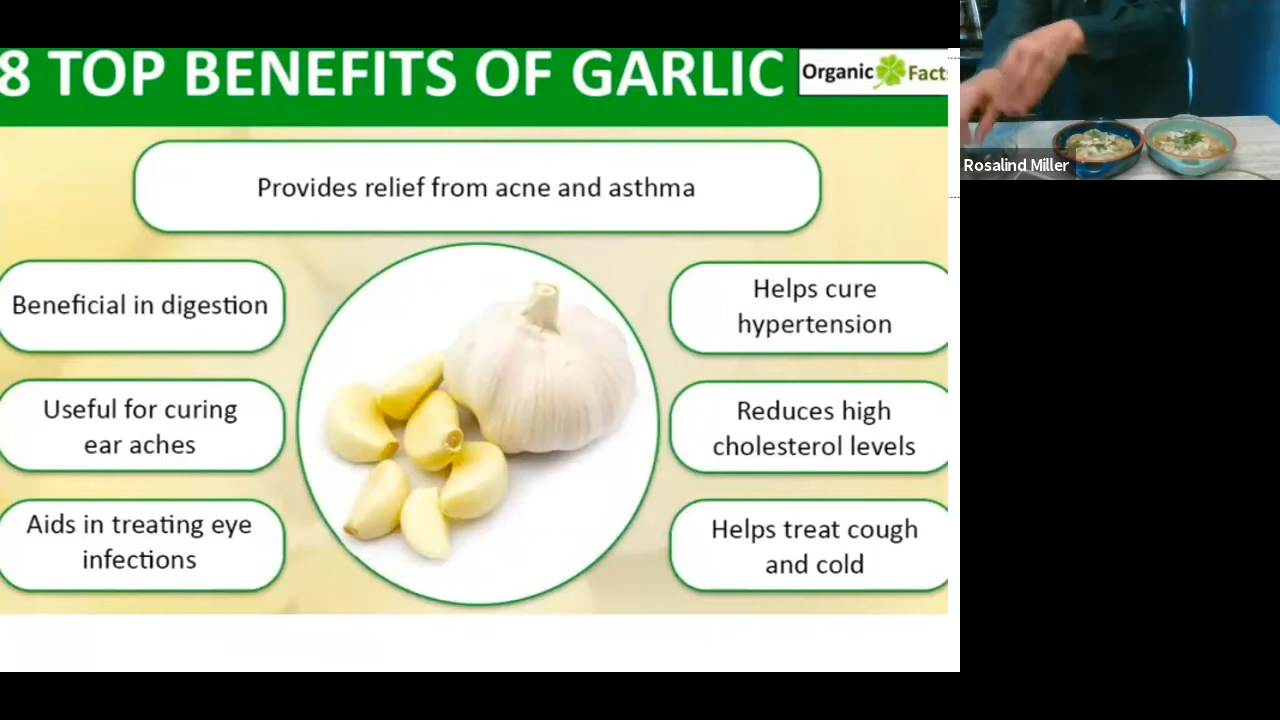 8 TOP BENEFITS OF GARLIC
Organic Facts
Provides relief from acne and asthma
Beneficial in digestion
Useful for curing
ear aches
Aids in treating eye
infections
Helps cure
hypertension
Reduces high
cholesterol levels
Helps treat cough
and cold
Rosalind Miller